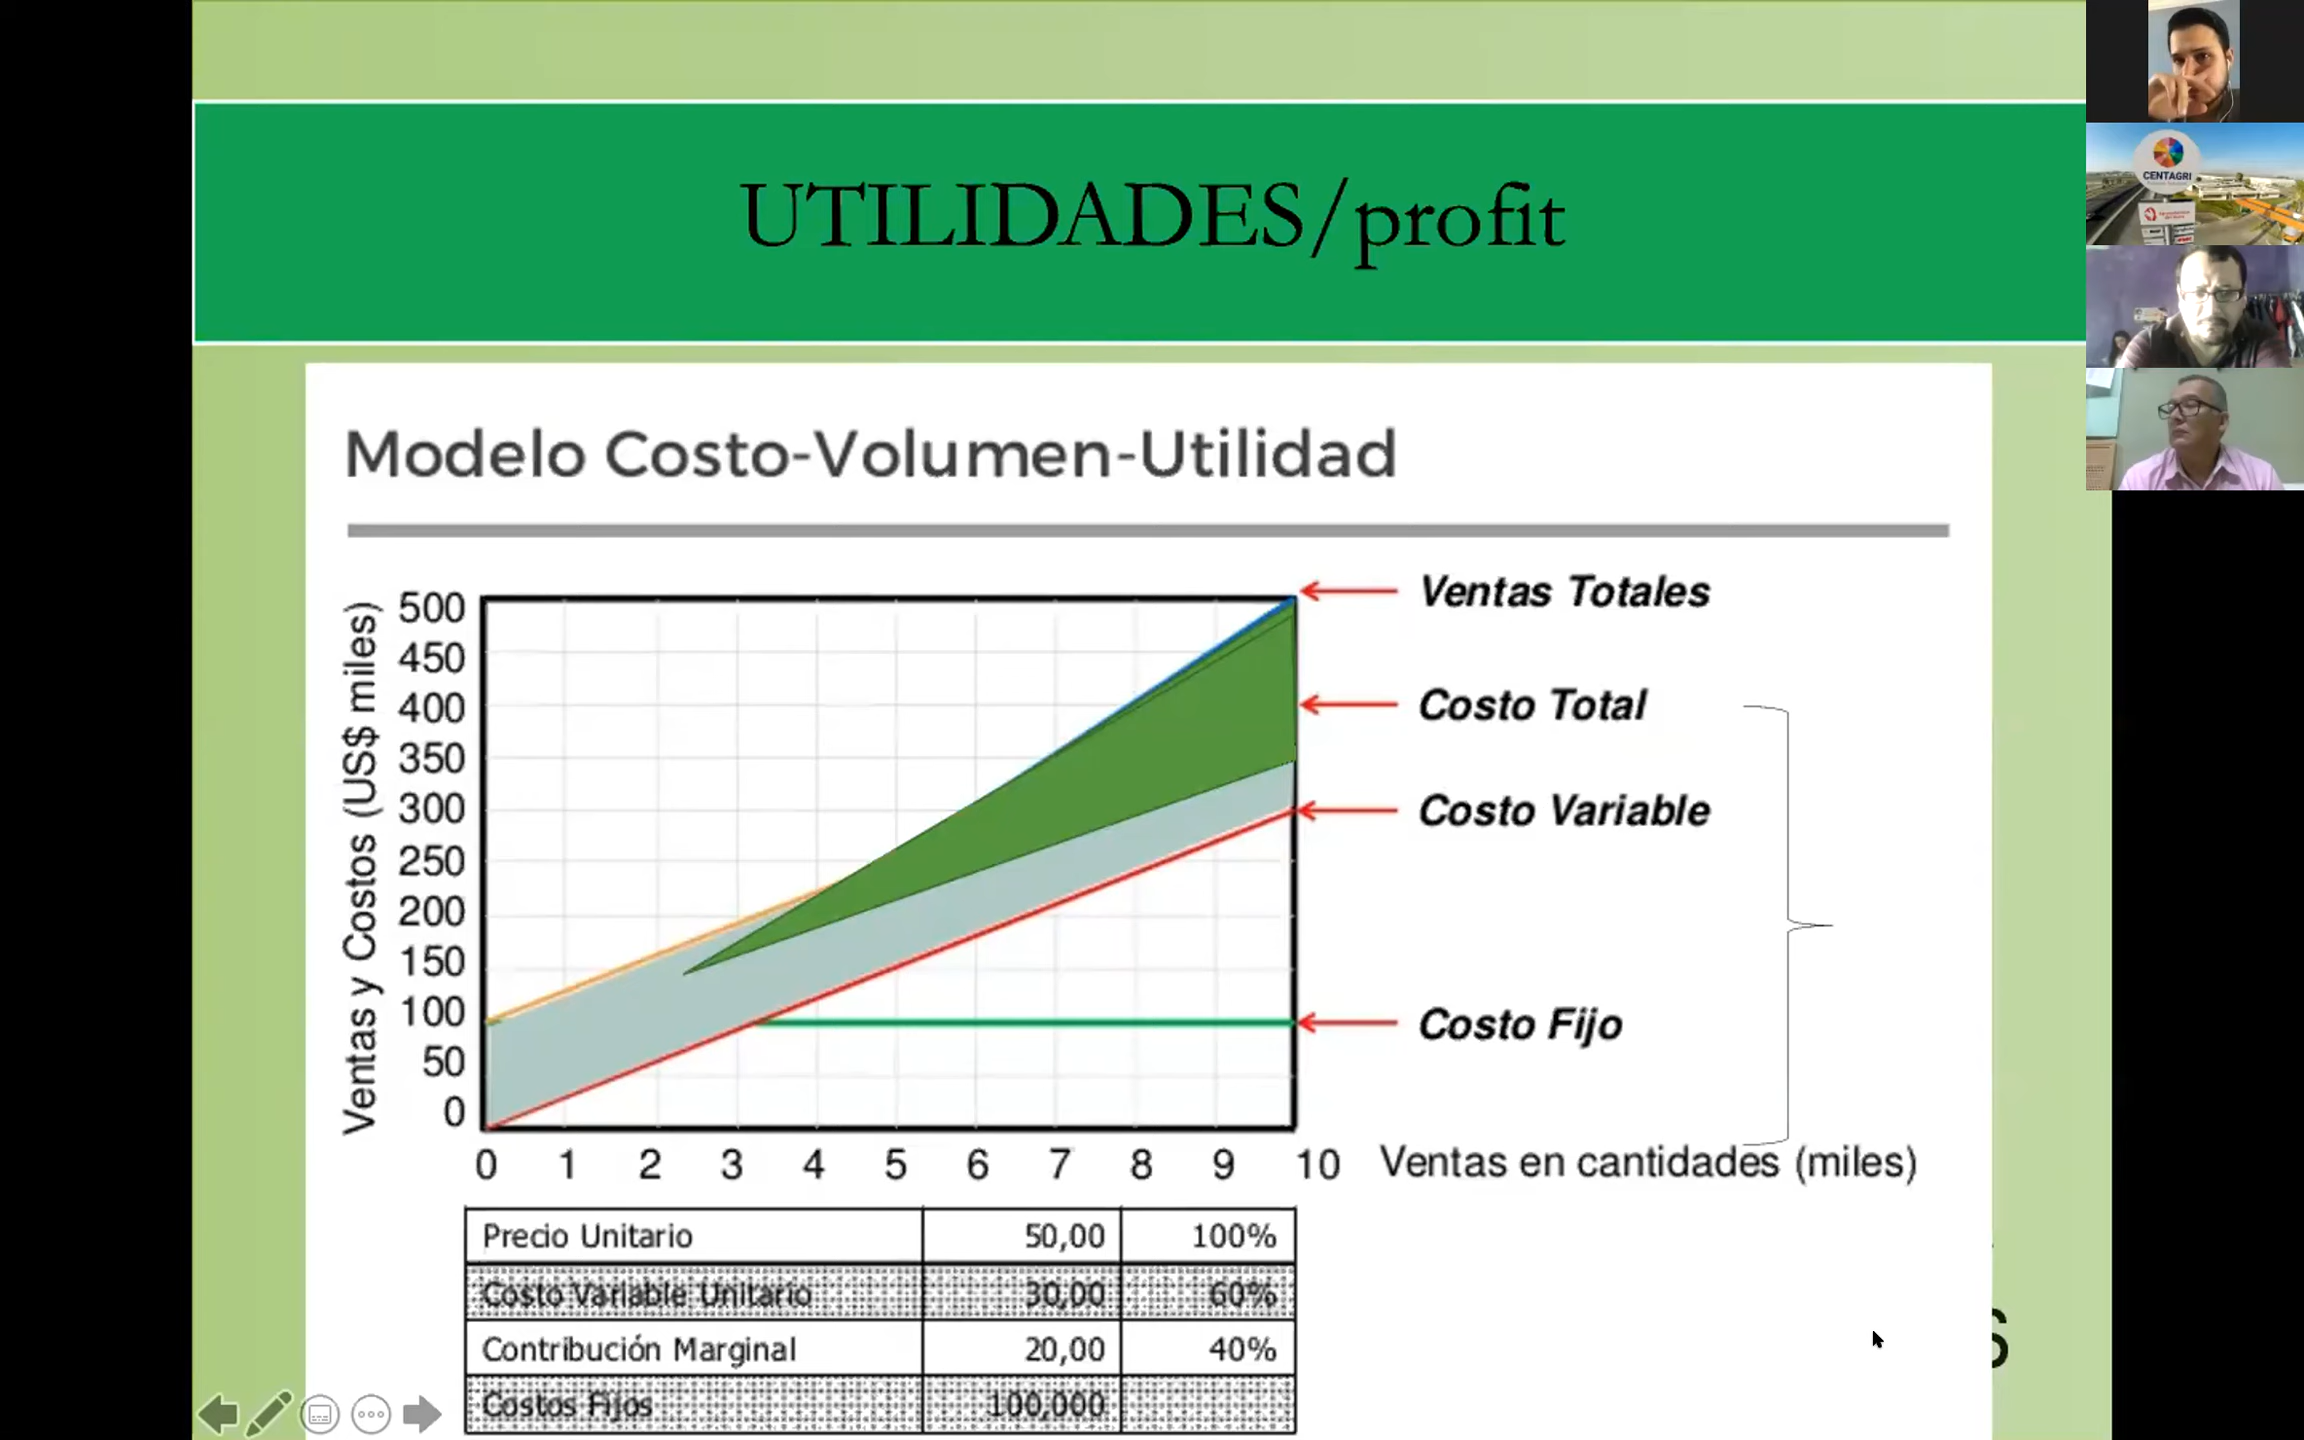 UTILIDADES/profit
CENTAGRI
Modelo Costo-Volumen-Utilidad
Ventas y Costos (US$ miles)
500
450
400
350
300
250
200
150
100
50
0
Ventas Totales
Costo Total
Costo Variable
Costo Fijo
0 1 2 3 4 5 6 7 8 9 10 Ventas en cantidades (miles)
Precio Unitario 50,00 100%
Costo Variable Unitario 30,00 60%
Contribución Marginal 20,00 40%
Costos Fijos 100,000